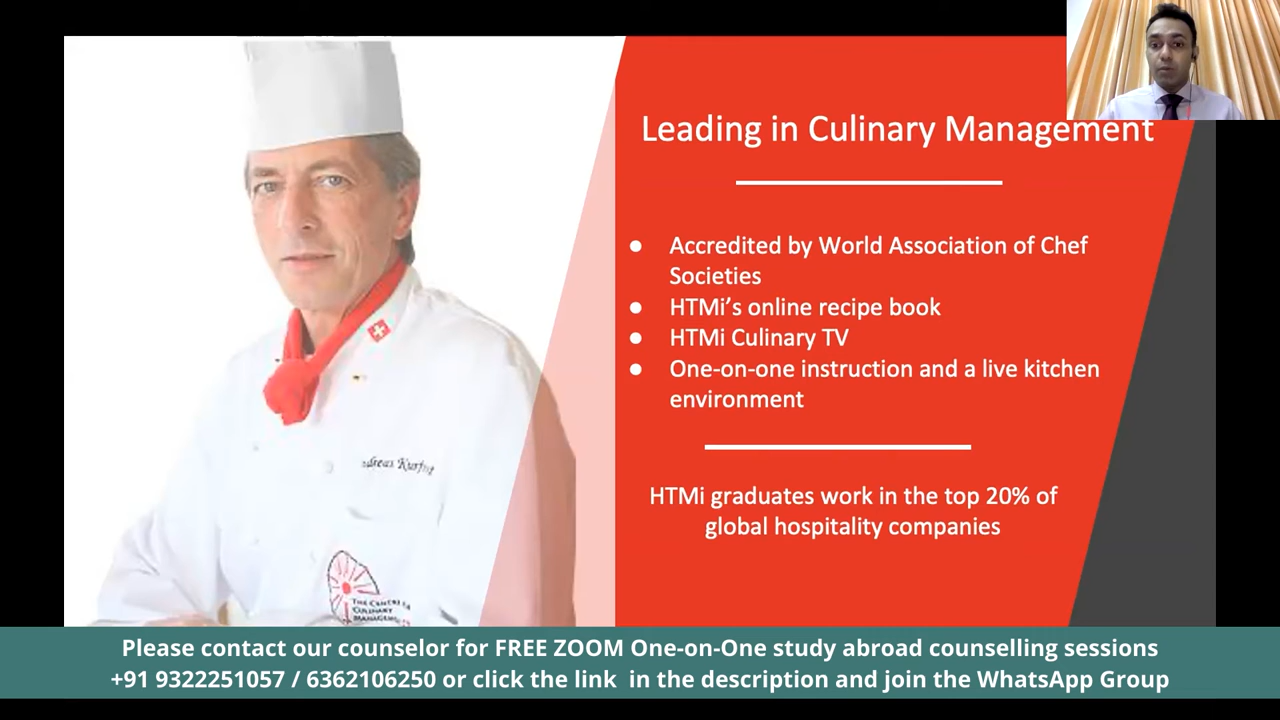 Leading in Culinary Management
● Accredited by World Association of Chef
Societies
● HTMi's online recipe book
● HTMi Culinary TV
● One-on-one instruction and a live kitchen
environment
HTMi graduates work in the top 20% of
global hospitality companies
THE
CULINARY
Please contact our counselor for FREE ZOOM One-on-One study abroad counselling sessions
+91 9322251057 / 6362106250 or click the link in the description and join the WhatsApp Group